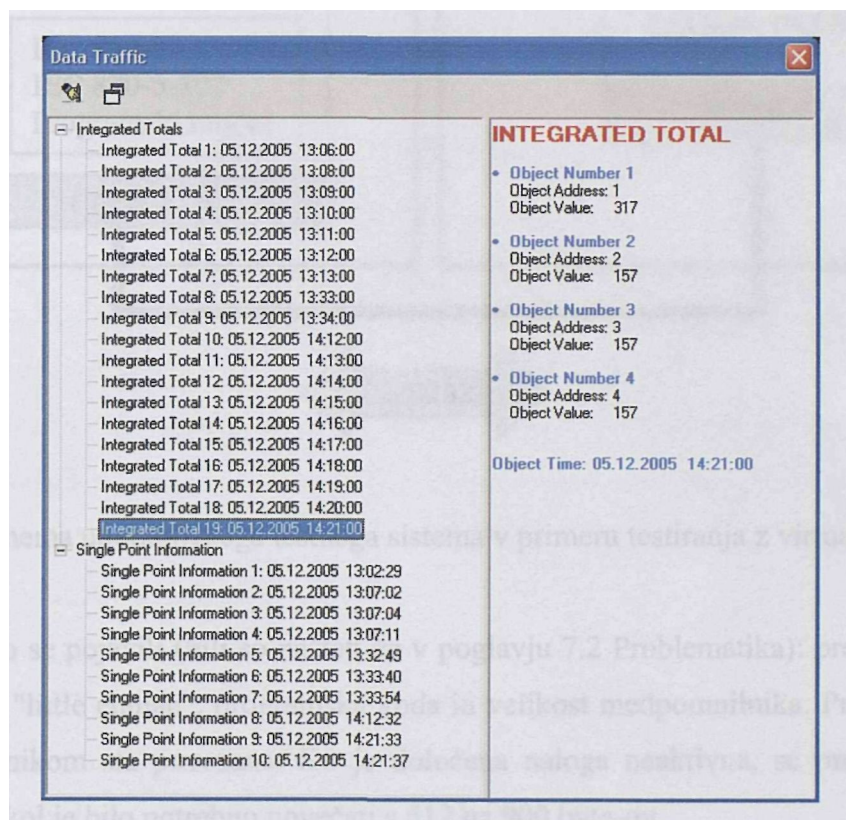 Data Traffic
Integrated Totals
Integrated Total 1: 05.12.2005 13:06:00
Integrated Total 2: 05.12.2005 13:08:00
Integrated Total 3: 05.12.2005 13:09:00
Integrated Total 4: 05.12.2005 13:10:00
Integrated Total 5: 05.12.2005 13:11:00
Integrated Total 6: 05.12.2005 13:12:00
Integrated Total 7: 05.12.2005 13:13:00
Integrated Total 8: 05.12.2005 13:33:00
Integrated Total 9: 05.12.2005 13:34:00
Integrated Total 10: 05.12.2005 14:12:00
Integrated Total 11: 05.12.2005 14:13:00
Integrated Total 12: 05.12.2005 14:14:00
Integrated Total 13: 05.12.2005 14:15:00
Integrated Total 14: 05.12.2005 14:16:00
Integrated Total 15: 05.12.2005 14:17:00
Integrated Total 16: 05.12.2005 14:18:00
Integrated Total 17: 05.12.2005 14:19:00
Integrated Total 18: 05.12.2005 14:20:00
Integrated Total 19: 05.12.2005 14:21:00
Single Point Information
Single Point Information 1: 05.12.2005 13:02:29
Single Point Information 2: 05.12.2005 13:07:02
Single Point Information 3: 05.12.2005 13:07:04
Single Point Information 4: 05.12.2005 13:07:11
Single Point Information 5: 05.12.2005 13:32:49
Single Point Information 6: 05.12.2005 13:33:40
Single Point Information 7: 05.12.2005 13:33:54
Single Point Information 8: 05.12.2005 14:12:32
Single Point Information 9: 05.12.2005 14:21:33
Single Point Information 10: 05.12.2005 14:21:37
INTEGRATED TOTAL
• Object Number 1
Object Address: 1
Object Value: 317
• Object Number 2
Object Address: 2
Object Value: 157
• Object Number 3
Object Address: 3
Object Value: 157
• Object Number 4
Object Address: 4
Object Value: 157
Object Time: 05.12.2005 14:21:00
sistema v primeru testiranja z
v poglavju 7.2 Problematika):
in velikost medpomnilnika.
naloga neaktivna, se